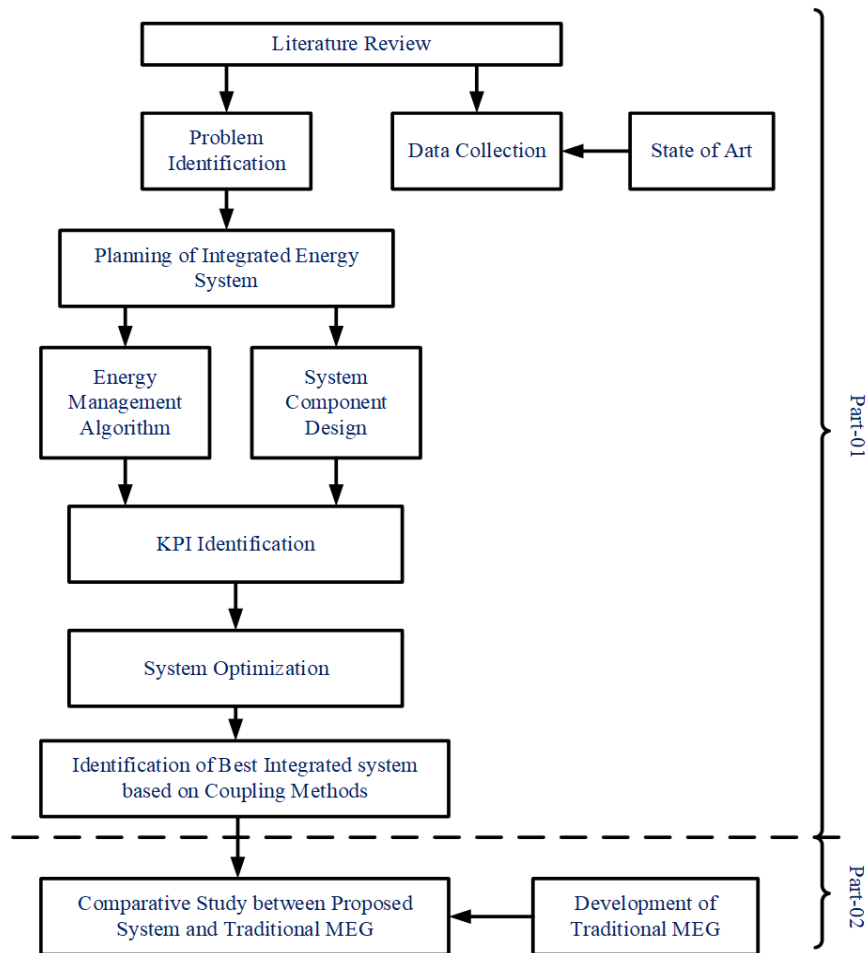 Literature Review
Problem
Identification
Data Collection
State of Art
Planning of Integrated Energy
System
Energy
Management
Algorithm
System
Component
Design
Part-01
KPI Identification
System Optimization
Identification of Best Integrated system
based on Coupling Methods
Comparative Study between Proposed
System and Traditional MEG
Development of
Traditional MEG
Part-02